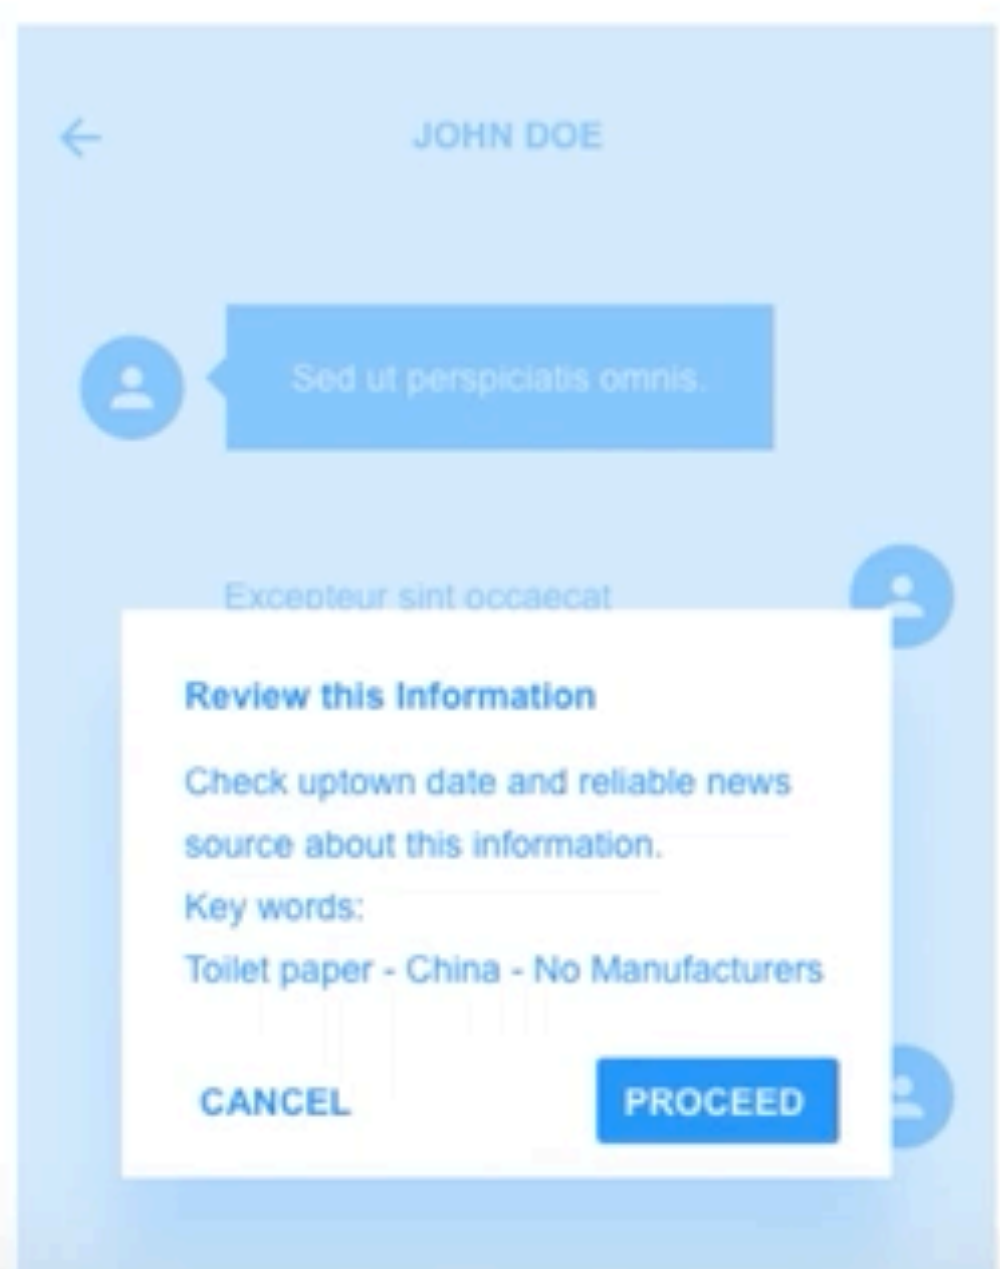 JOHN DOE
Sed ut perspiciatis omnis.
Excepteur sint occaecat
Review this Information
Check uptown date and reliable news
source about this information.
Key words:
Toilet paper - China - No Manufacturers
CANCEL
PROCEED